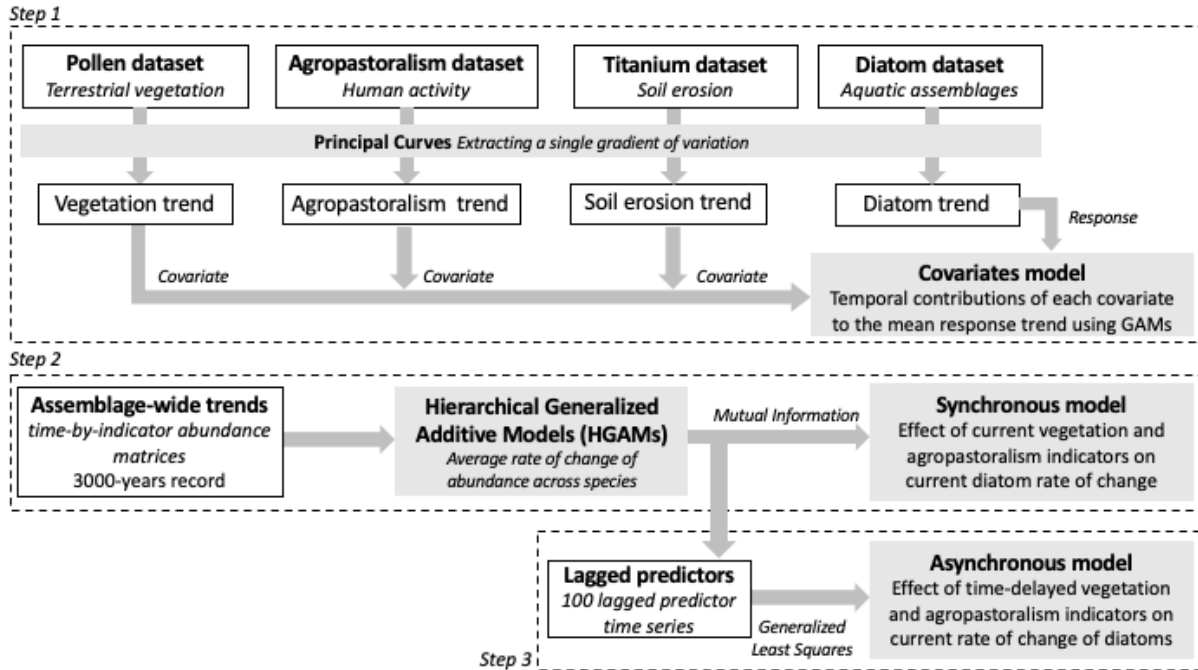 Step 1
Pollen dataset
Terrestrial vegetation
Agropastoralism dataset
Human activity
Titanium dataset
Soil erosion
Diatom dataset
Aquatic assemblages
Principal Curves Extracting a single gradient of variation
Vegetation trend
Agropastoralism trend
Soil erosion trend
Diatom trend
Response
Covariate
Covariate
Covariate
Covariates model
Temporal contributions of each covariate
to the mean response trend using GAMs
Step 2
Assemblage-wide trends
time-by-indicator abundance
matrices
3000-years record
Hierarchical Generalized
Additive Models (HGAMs)
Average rate of change of
abundance across species
Mutual Information
Synchronous model
Effect of current vegetation and
agropastoralism indicators on
current diatom rate of change
Lagged predictors
100 lagged predictor
time series
Generalized
Least Squares
Asynchronous model
Effect of time-delayed vegetation
and agropastoralism indicators on
current rate of change of diatoms
Step 3